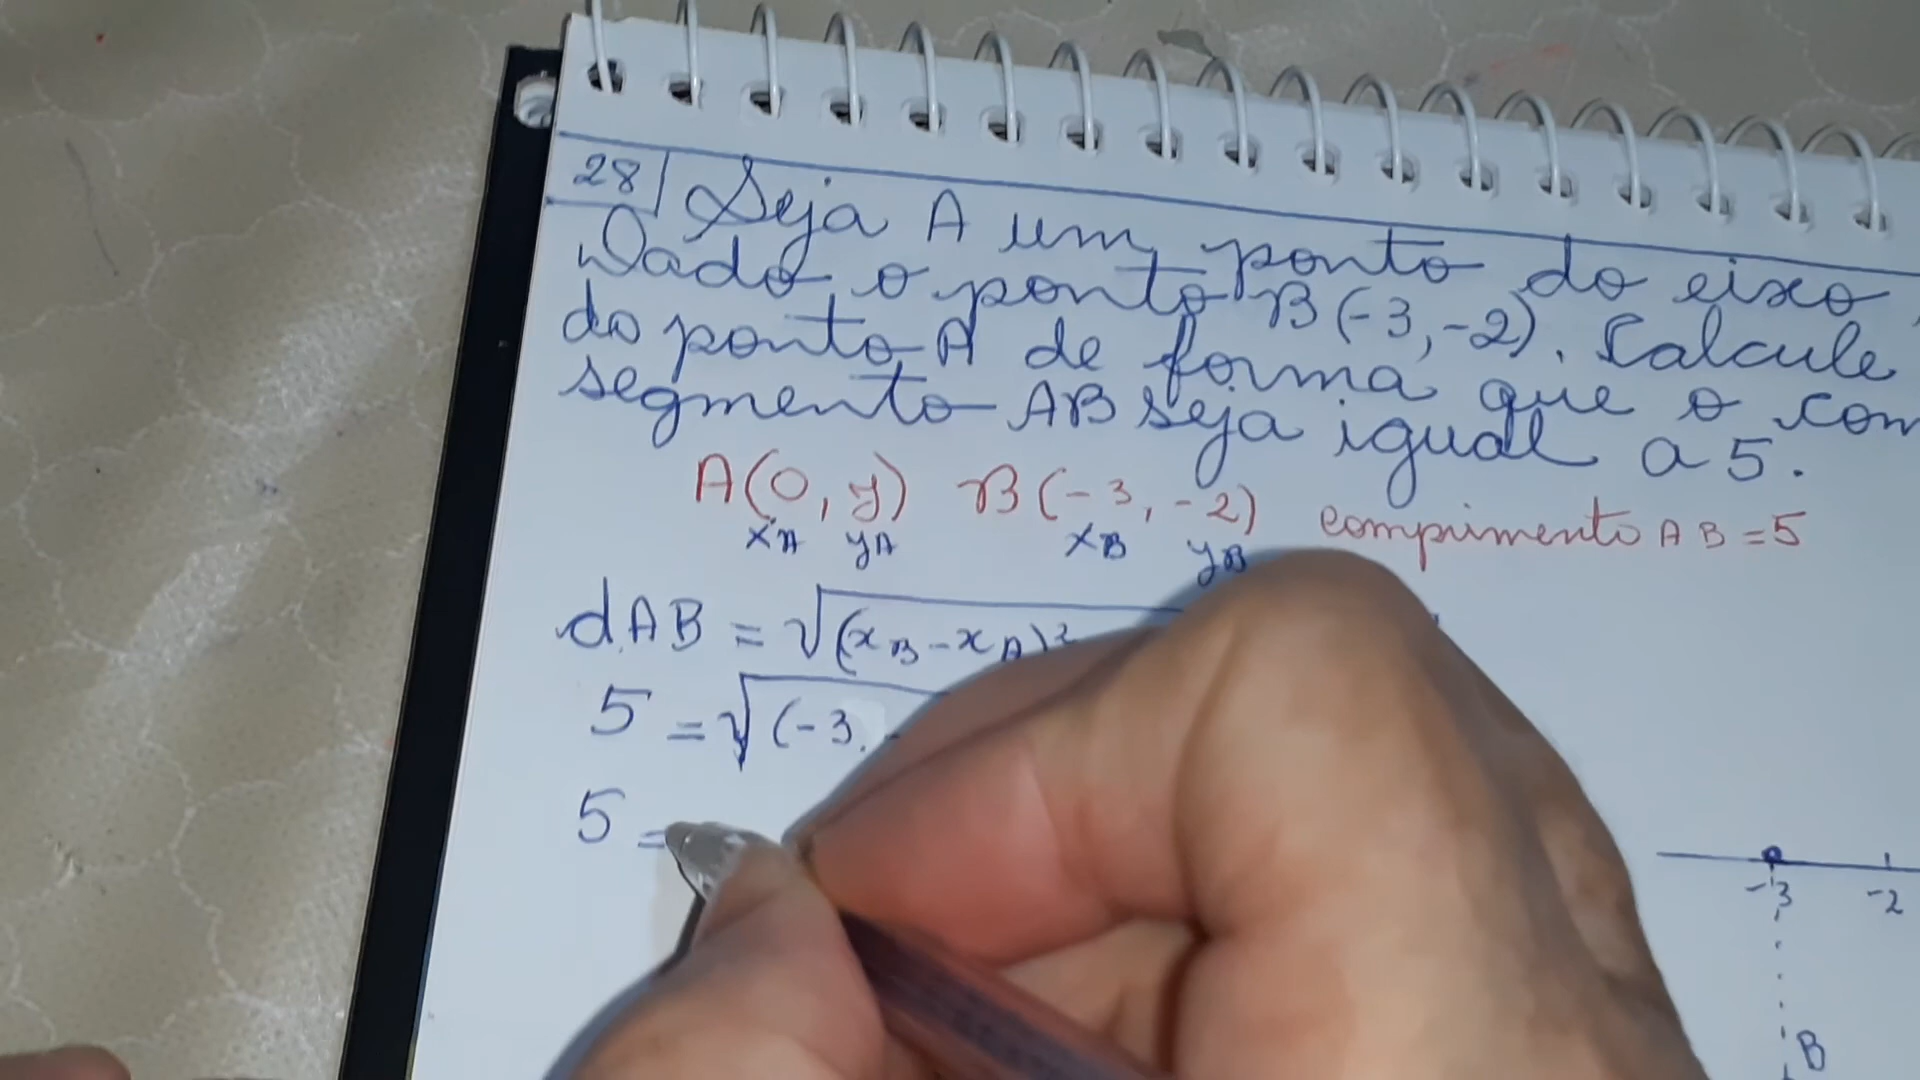 28 Seja A um ponto do eixo
Dado o ponto B(-3,-2). Calcule
do ponto A de forma que o com
segmento AB seja igual a 5.
A(0, y) B(-3, -2) comprimento AB = 5
xA yA xB yB
dAB = √(xB-xA)²
5 = √(-3 -
5 =
-3 -2
B